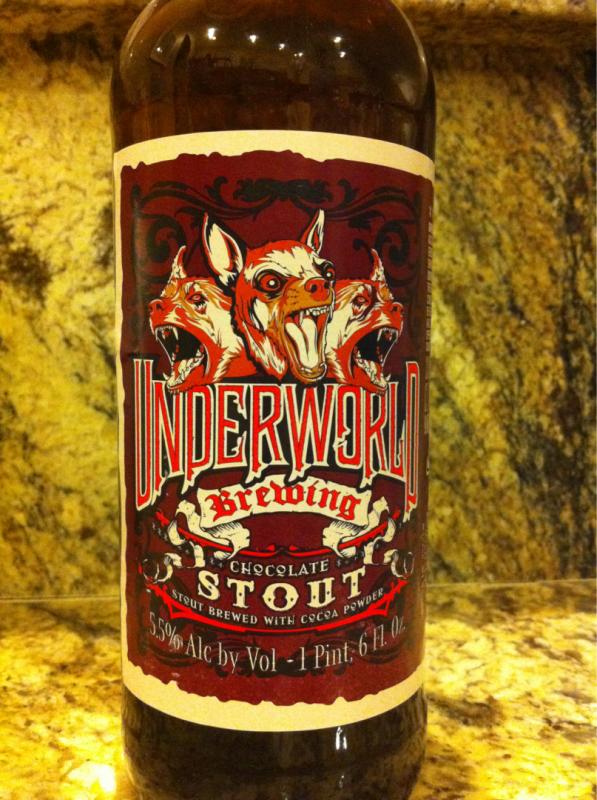 UNDERWORLD
Brewing
CHOCOLATE
STOUT
STOUT BREWED WITH COCOA POWDER
5.5% Alc by Vol - 1 Pint, 6 Fl. Oz.